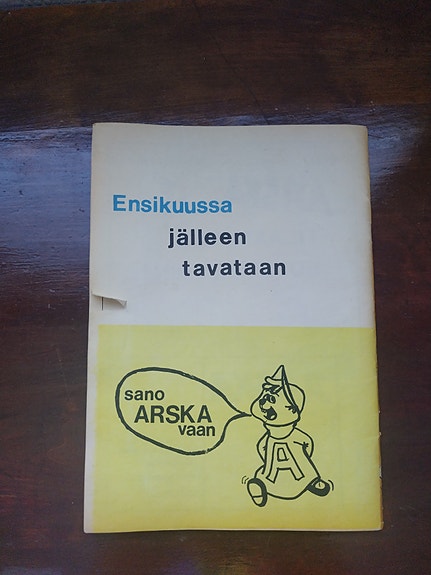 Ensikuussa
jälleen
tavataan
sano
ARSKA
vaan
A